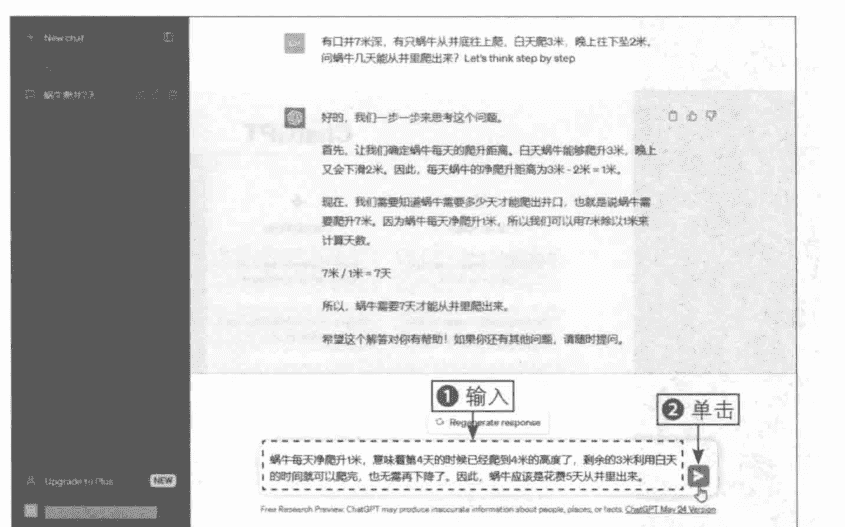 New chat
蜗牛爬井7天
有口井7米深，有只蜗牛从井底往上爬，白天爬3米，晚上往下坠2米，
问蜗牛几天能从井里爬出来？Let's think step by step
好的，我们一步一步来思考这个问题。
首先，让我们确定蜗牛每天的爬升距离。白天蜗牛能够爬升3米，晚上
又会下滑2米。因此，每天蜗牛的净爬升距离为3米 - 2米 = 1米。
现在，我们需要知道蜗牛需要多少天才能爬出井口，也就是说蜗牛需
要爬升7米。因为蜗牛每天净爬升1米，所以我们可以用7米除以1米来
计算天数。
7米 / 1米 = 7天
所以，蜗牛需要7天才能从井里爬出来。
希望这个解答对你有帮助！如果你还有其他问题，请随时提问。
❶ 输入
❷ 单击
Regenerate response
蜗牛每天净爬升1米，意味着第4天的时候已经爬到4米的高度了，剩余的3米利用白天
的时间就可以爬完，也无需再下降了。因此，蜗牛应该是花费5天从井里出来。
Upgrade to Plus NEW
Free Research Preview. ChatGPT may produce inaccurate information about people, places, or facts. ChatGPT May 24 Version